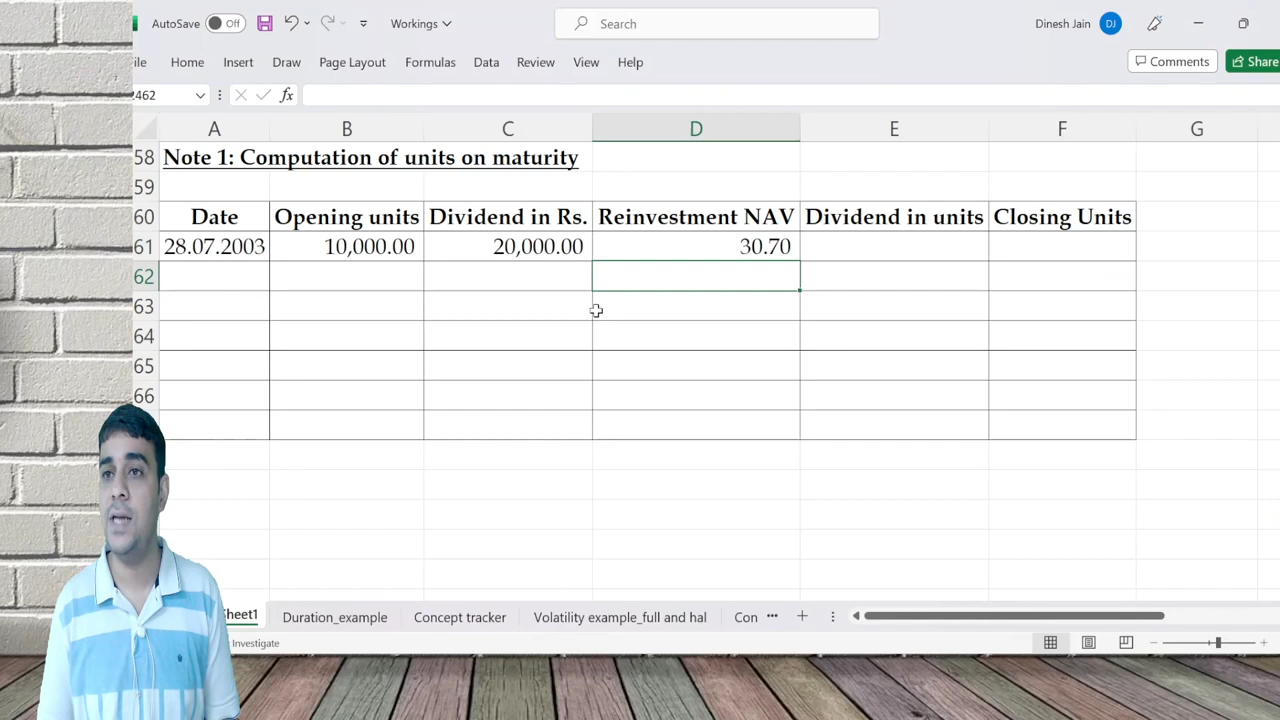 AutoSave Off Workings Search Dinesh Jain DJ
ile Home Insert Draw Page Layout Formulas Data Review View Help Comments Share
462 fx
A B C D E F G
58 Note 1: Computation of units on maturity
59
60 Date Opening units Dividend in Rs. Reinvestment NAV Dividend in units Closing Units
61 28.07.2003 10,000.00 20,000.00 30.70
62
63
64
65
66
Sheet1 Duration_example Concept tracker Volatility example_full and hal Con
Investigate